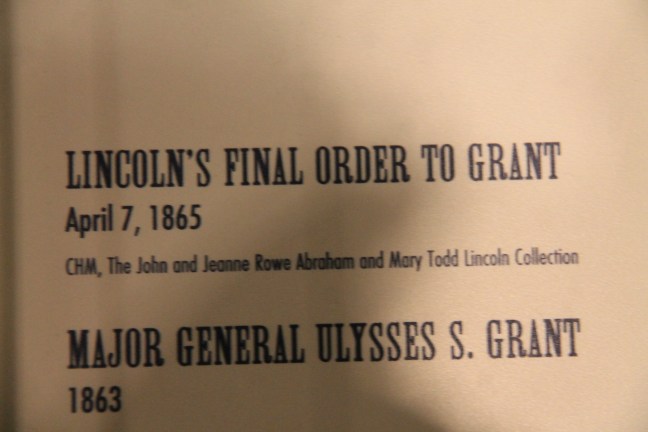 LINCOLN'S FINAL ORDER TO GRANT
April 7, 1865
CHM, The John and Jeanne Rowe Abraham and Mary Todd Lincoln Collection
MAJOR GENERAL ULYSSES S. GRANT
1863